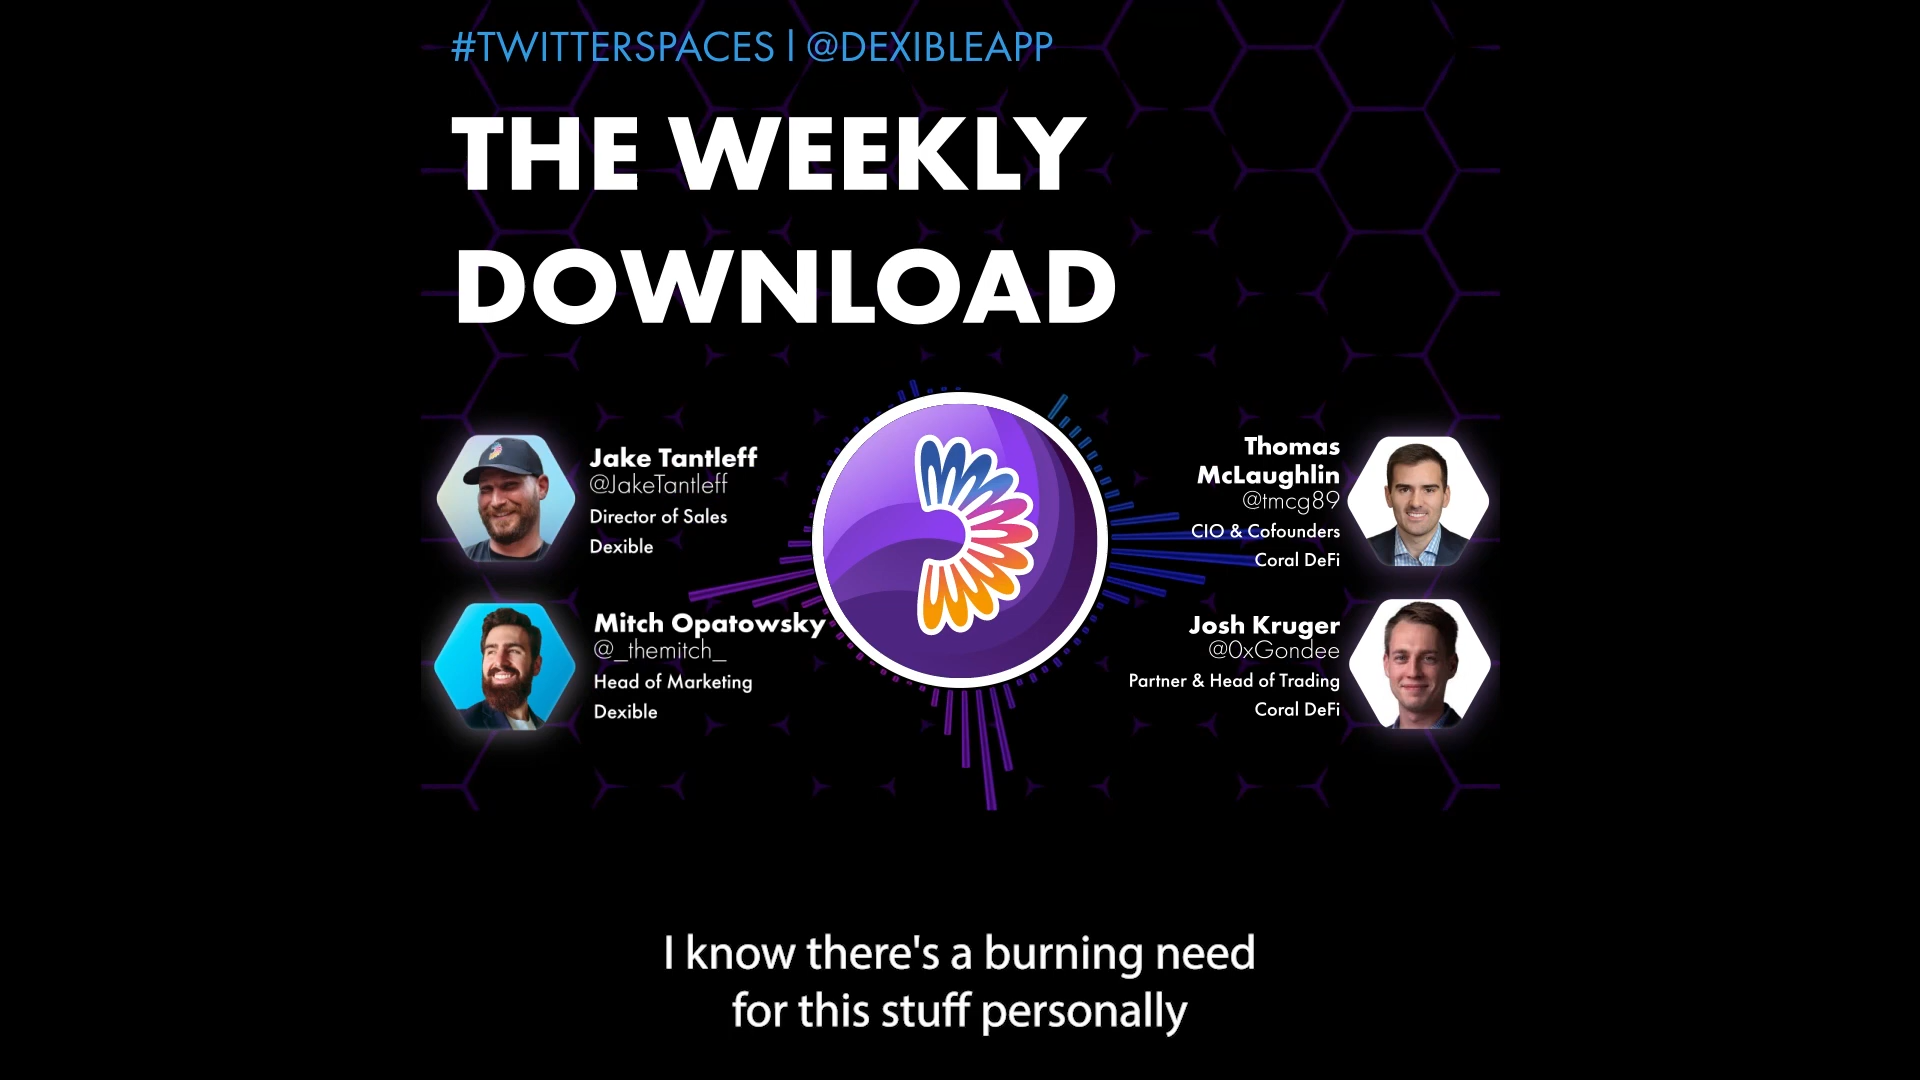 #TWITTERSPACES | @DEXIBLEAPP
THE WEEKLY
DOWNLOAD
Jake Tantleff
@JakeTantleff
Director of Sales
Dexible
Mitch Opatowsky
@_themitch_
Head of Marketing
Dexible
Thomas
McLaughlin
@tmcg89
CIO & Cofounders
Coral DeFi
Josh Kruger
@0xGondee
Partner & Head of Trading
Coral DeFi
I know there's a burning need
for this stuff personally